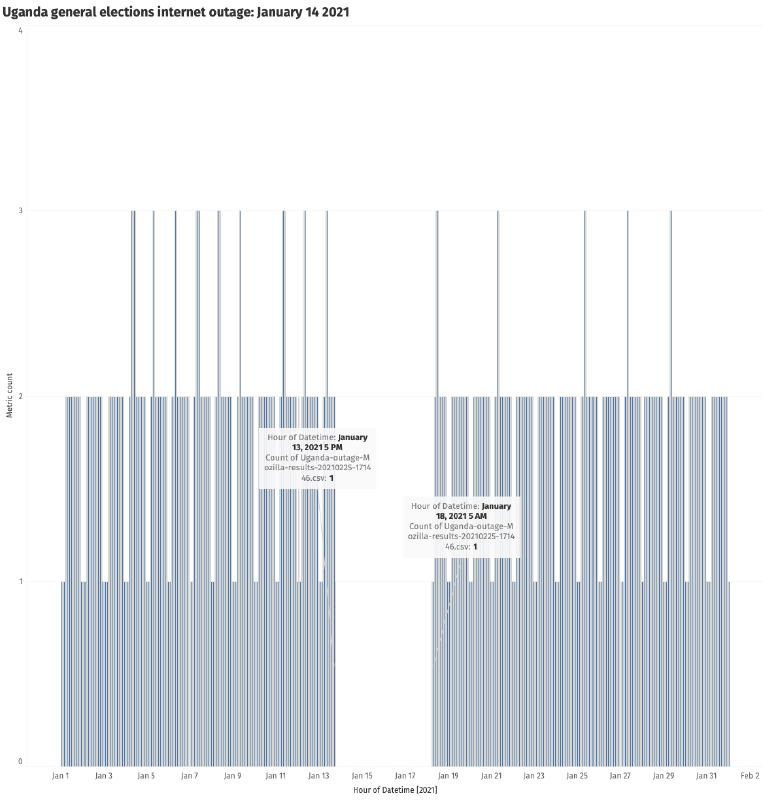 Uganda general elections internet outage: January 14 2021
4
3
2
1
0
Metric count
Hour of Datetime: January
13, 2021 5 PM
Count of Uganda-outage-M
ozilla-results-20210225-1714
46.csv: 1
Hour of Datetime: January
18, 2021 5 AM
Count of Uganda-outage-M
ozilla-results-20210225-1714
46.csv: 1
Jan 1 Jan 3 Jan 5 Jan 7 Jan 9 Jan 11 Jan 13 Jan 15 Jan 17 Jan 19 Jan 21 Jan 23 Jan 25 Jan 27 Jan 29 Jan 31 Feb 2
Hour of Datetime [2021]